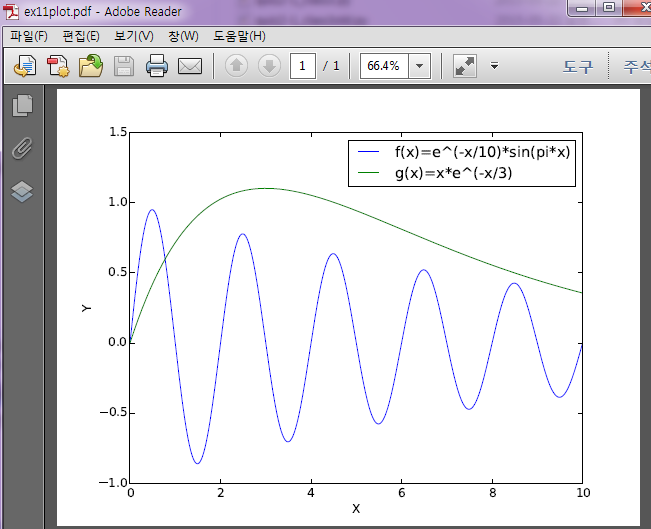 ex11plot.pdf - Adobe Reader
파일(F) 편집(E) 보기(V) 창(W) 도움말(H)
1 / 1 66.4% 도구 주석
1.5
1.0
0.5
0.0
−0.5
−1.0
Y
f(x)=e^(-x/10)*sin(pi*x)
g(x)=x*e^(-x/3)
0 2 4 6 8 10
X